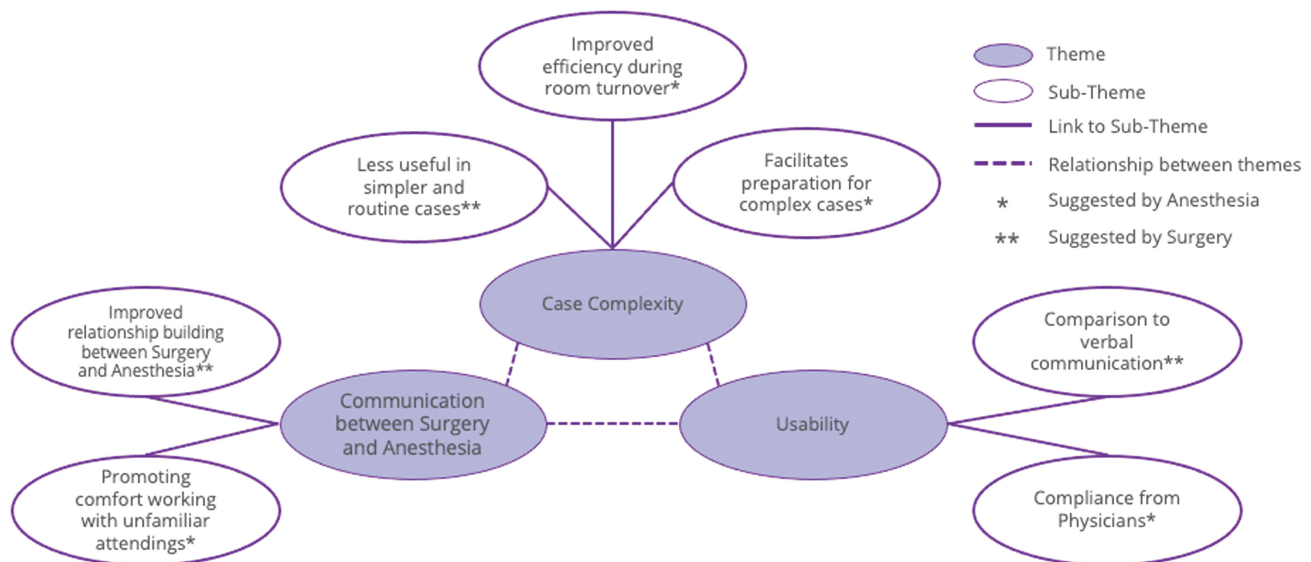 Improved
efficiency during
room turnover*
Less useful in
simpler and
routine cases**
Facilitates
preparation for
complex cases*
Theme
Sub-Theme
Link to Sub-Theme
Relationship between themes
* Suggested by Anesthesia
** Suggested by Surgery
Case Complexity
Improved
relationship building
between Surgery
and Anesthesia**
Communication
between Surgery
and Anesthesia
Promoting
comfort working
with unfamiliar
attendings*
Usability
Comparison to
verbal
communication**
Compliance from
Physicians*